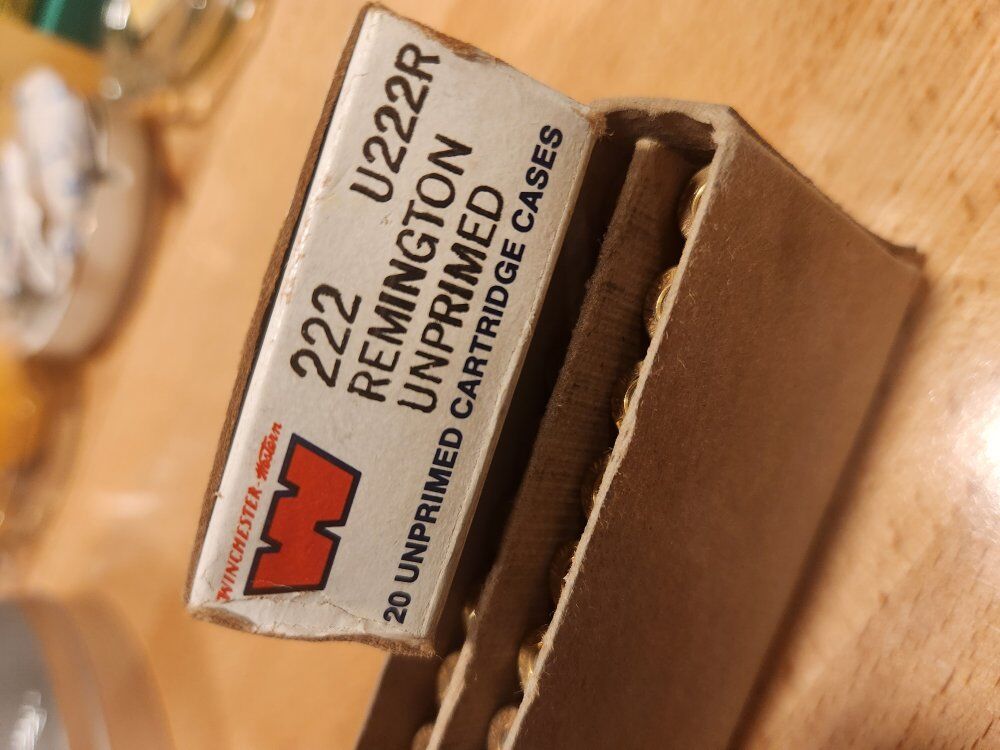 WINCHESTER-Western
W
U222R
222
REMINGTON
UNPRIMED
20 UNPRIMED CARTRIDGE CASES